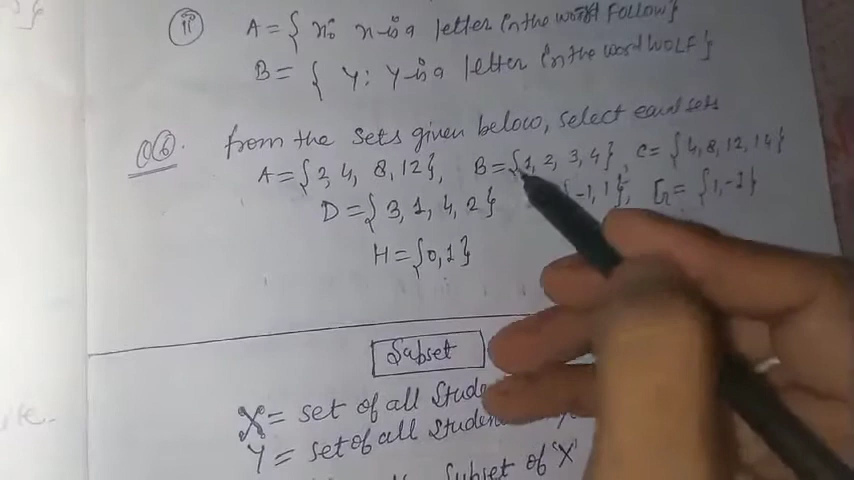 (ii) A = { x: x is a letter in the word FOLLOW}
B = { Y: Y is a letter in the word WOLF}
Q6. from the sets given below, select equal sets
A = {2, 4, 8, 12}, B = {1, 2, 3, 4}, C = {4, 8, 12, 14}
D = {3, 1, 4, 2} {-1, 1}, G = {1, -1}
H = {0, 1}
Subset
X = set of all
Y = set of all
subset of 'X'